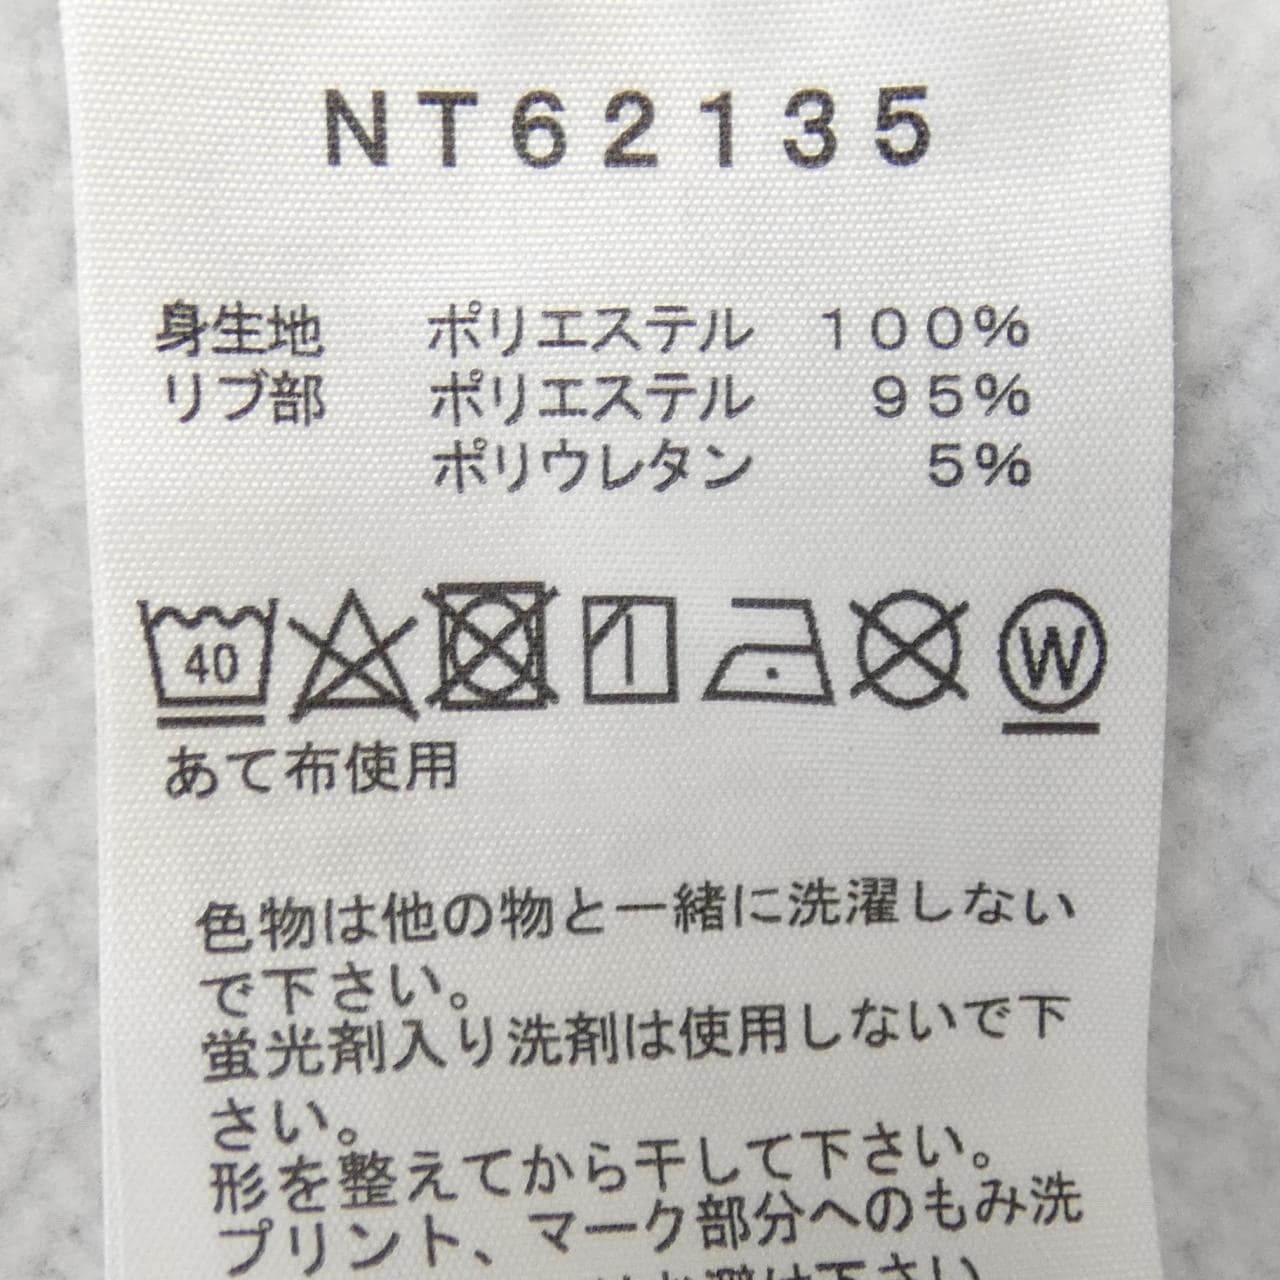 NT62135
身生地 ポリエステル 100%
リブ部 ポリエステル 95%
ポリウレタン 5%
40 W
あて布使用
色物は他の物と一緒に洗濯しない
で下さい。
蛍光剤入り洗剤は使用しないで下
さい。
形を整えてから干して下さい。
プリント、マーク部分へのもみ洗
避け下さい